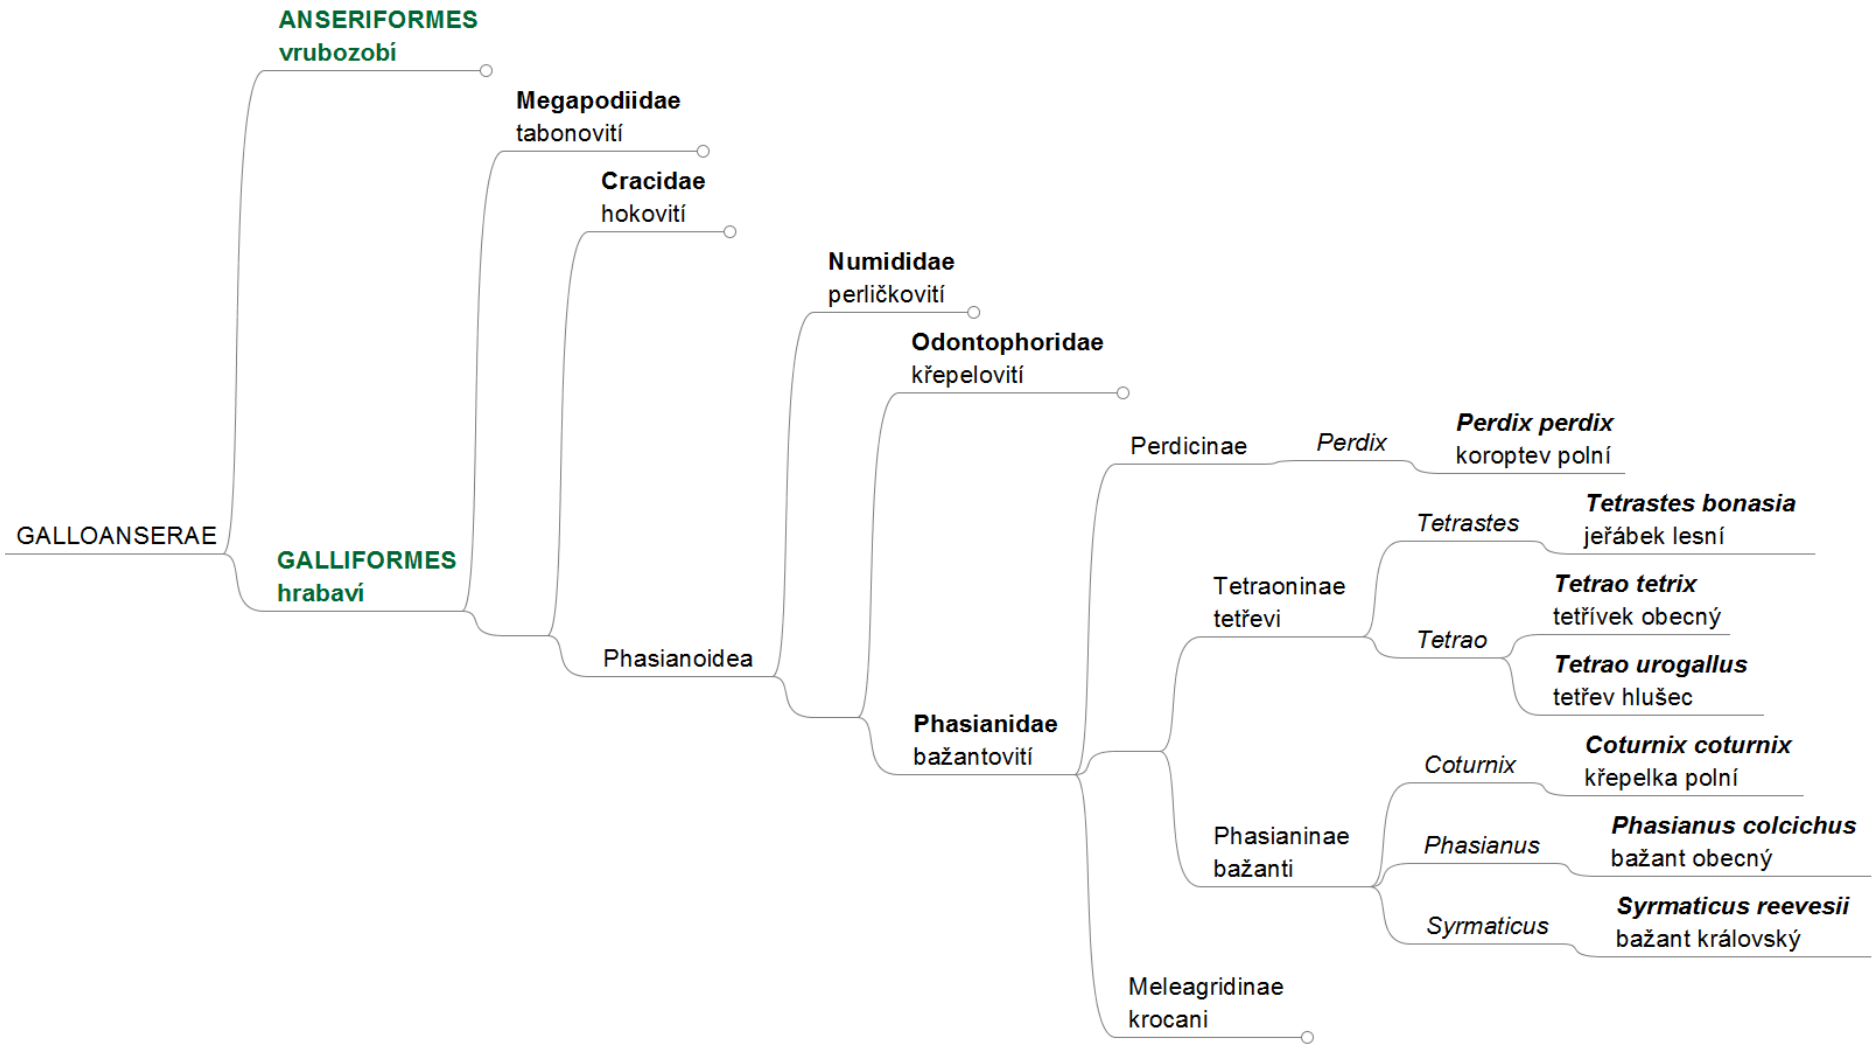 ANSERIFORMES
vrubozobí
Megapodiidae
tabonovití
Cracidae
hokovití
Numididae
perličkovití
Odontophoridae
křepelovití
Perdicinae
Perdix
Perdix perdix
koroptev polní
Tetrastes
Tetrastes bonasia
jeřábek lesní
GALLOANSERAE
GALLIFORMES
hrabaví
Tetraoninae
tetřevi
Tetrao
Tetrao tetrix
tetřívek obecný
Tetrao urogallus
tetřev hlušec
Phasianoidea
Phasianidae
bažantovití
Coturnix
Coturnix coturnix
křepelka polní
Phasianinae
bažanti
Phasianus
Phasianus colcichus
bažant obecný
Syrmaticus
Syrmaticus reevesii
bažant královský
Meleagridinae
krocani